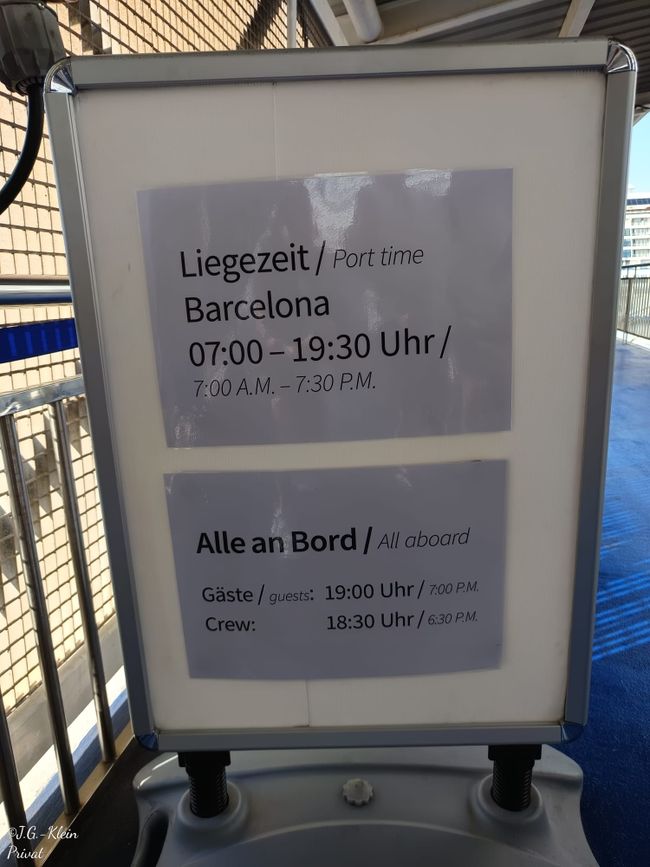 Liegezeit / Port time
Barcelona
07:00 – 19:30 Uhr /
7:00 A.M. – 7:30 P.M.
Alle an Bord / All aboard
Gäste / guests: 19:00 Uhr / 7:00 P.M.
Crew: 18:30 Uhr / 6:30 P.M.
©J.G.-Klein
Privat